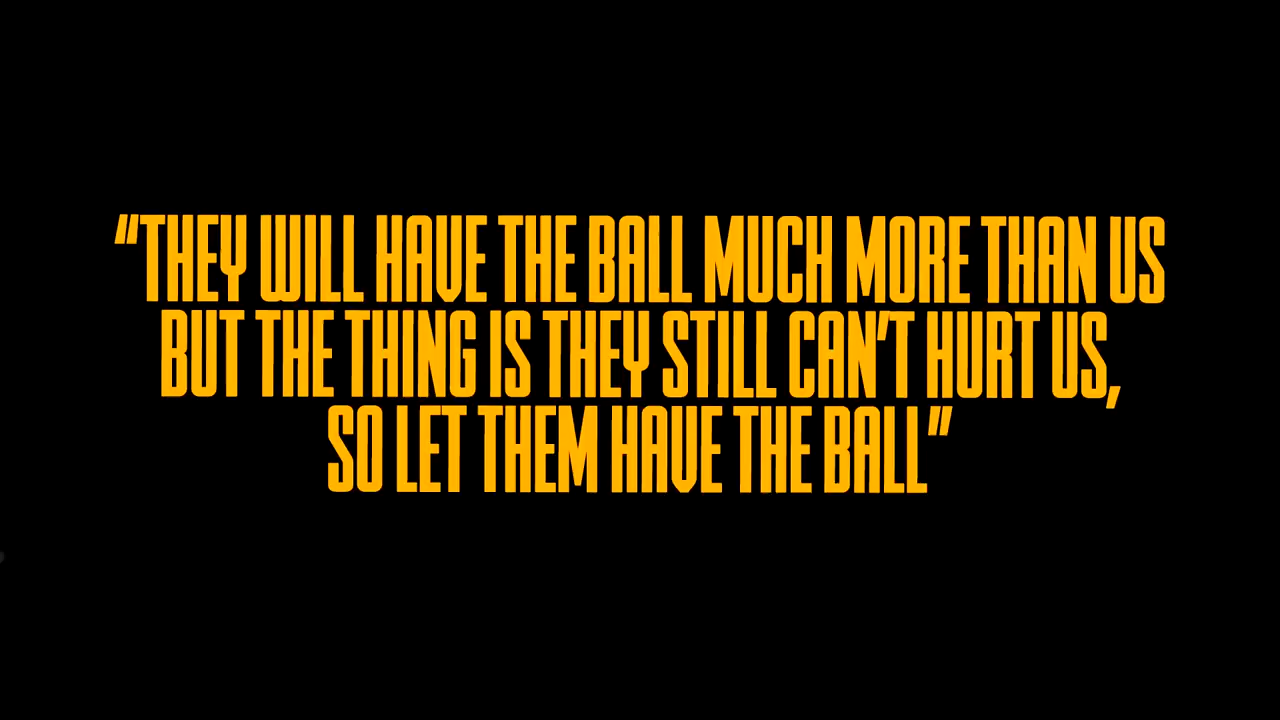 "THEY WILL HAVE THE BALL MUCH MORE THAN US
BUT THE THING IS THEY STILL CAN'T HURT US,
SO LET THEM HAVE THE BALL"